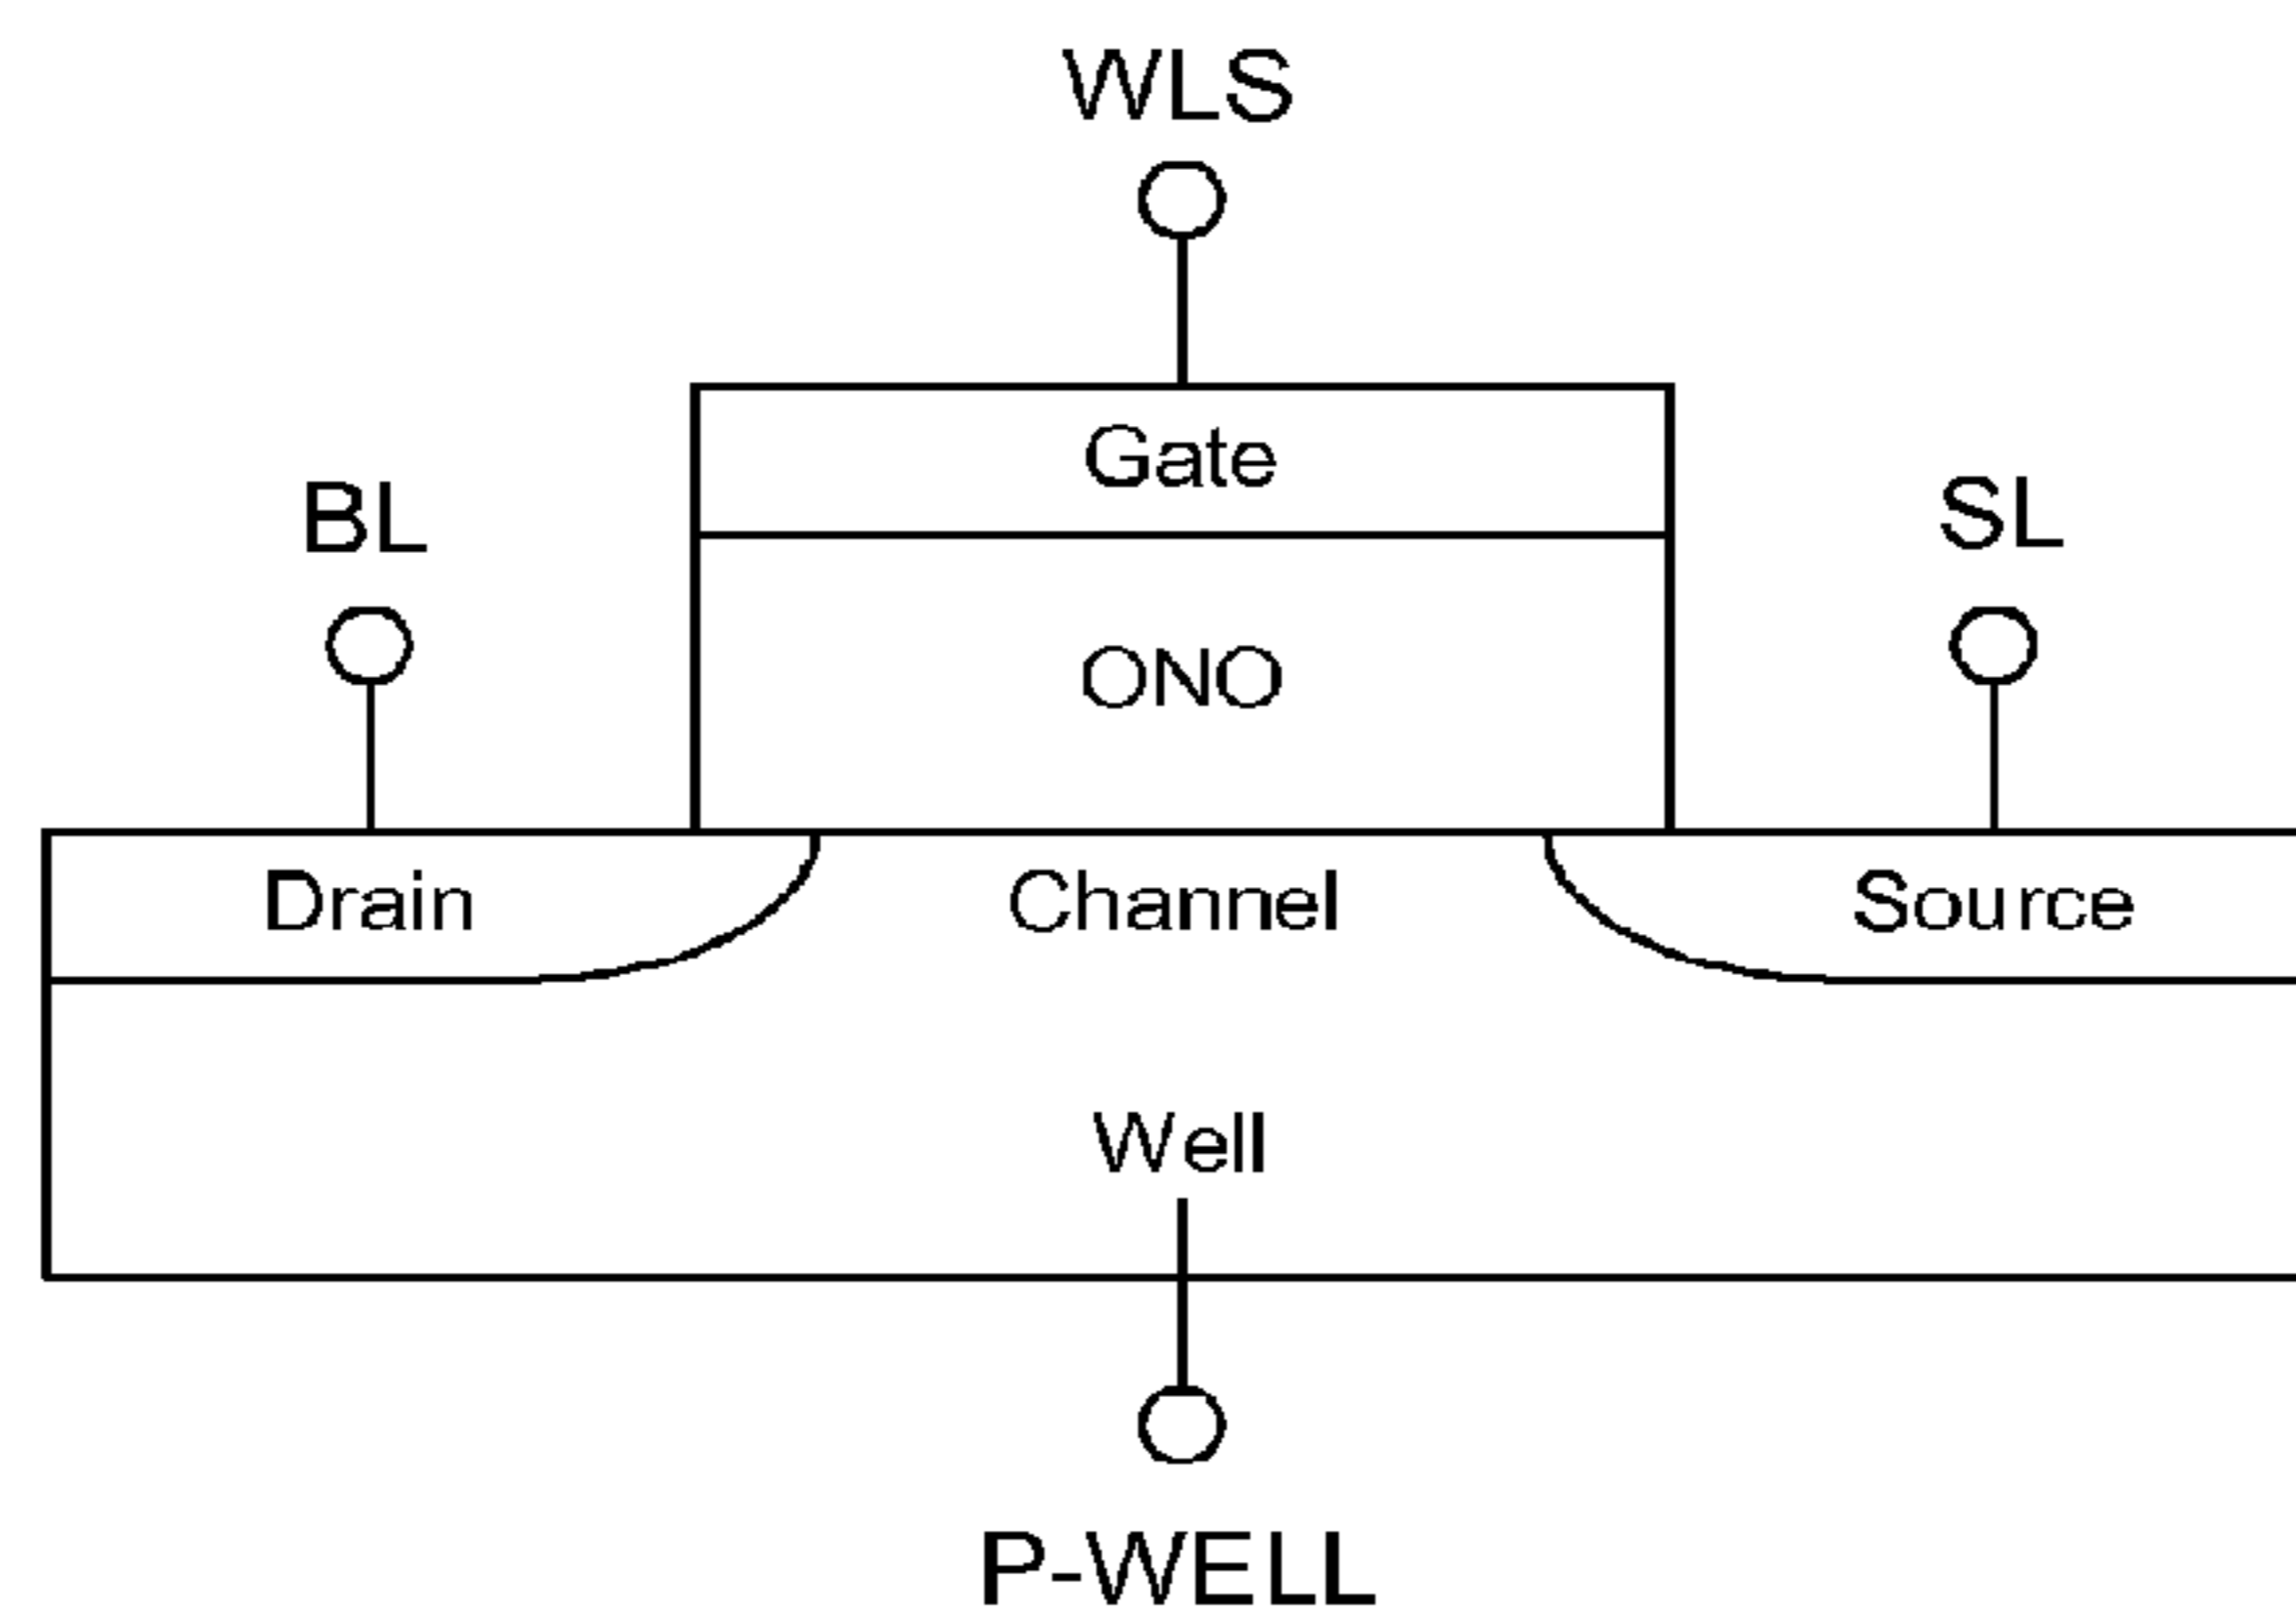 WLS
Gate
BL
SL
ONO
Drain
Channel
Source
Well
P-WELL